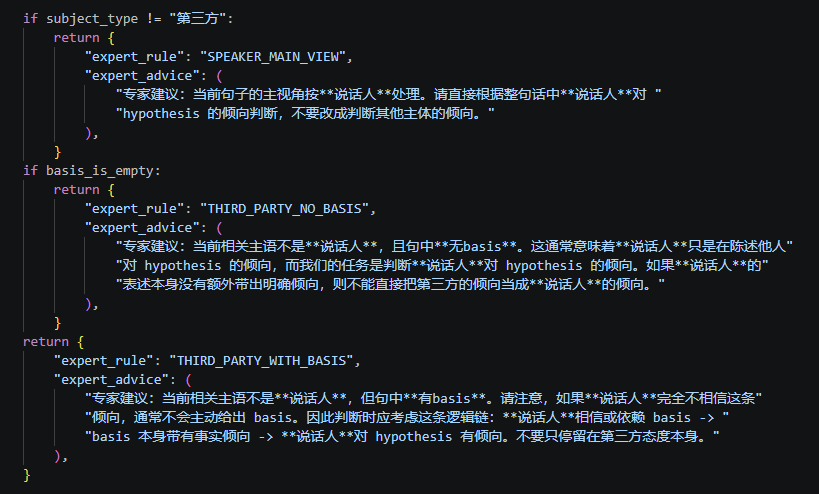 if subject_type != "第三方":
return {
"expert_rule": "SPEAKER_MAIN_VIEW",
"expert_advice": (
"专家建议：当前句子的主视角按**说话人**处理。请直接根据整句话中**说话人**对 "
"hypothesis 的倾向判断，不要改成判断其他主体的倾向。"
),
}
if basis_is_empty:
return {
"expert_rule": "THIRD_PARTY_NO_BASIS",
"expert_advice": (
"专家建议：当前相关主语不是**说话人**，且句中**无basis**。这通常意味着**说话人**只是在陈述他人"
"对 hypothesis 的倾向，而我们的任务是判断**说话人**对 hypothesis 的倾向。如果**说话人**的"
"表述本身没有额外带出明确倾向，则不能直接把第三方的倾向当成**说话人**的倾向。"
),
}
return {
"expert_rule": "THIRD_PARTY_WITH_BASIS",
"expert_advice": (
"专家建议：当前相关主语不是**说话人**，但句中**有basis**。请注意，如果**说话人**完全不相信这条"
"倾向，通常不会主动给出 basis。因此判断时应考虑这条逻辑链：**说话人**相信或依赖 basis -> "
"basis 本身带有事实倾向 -> **说话人**对 hypothesis 有倾向。不要只停留在第三方态度本身。"
),
}